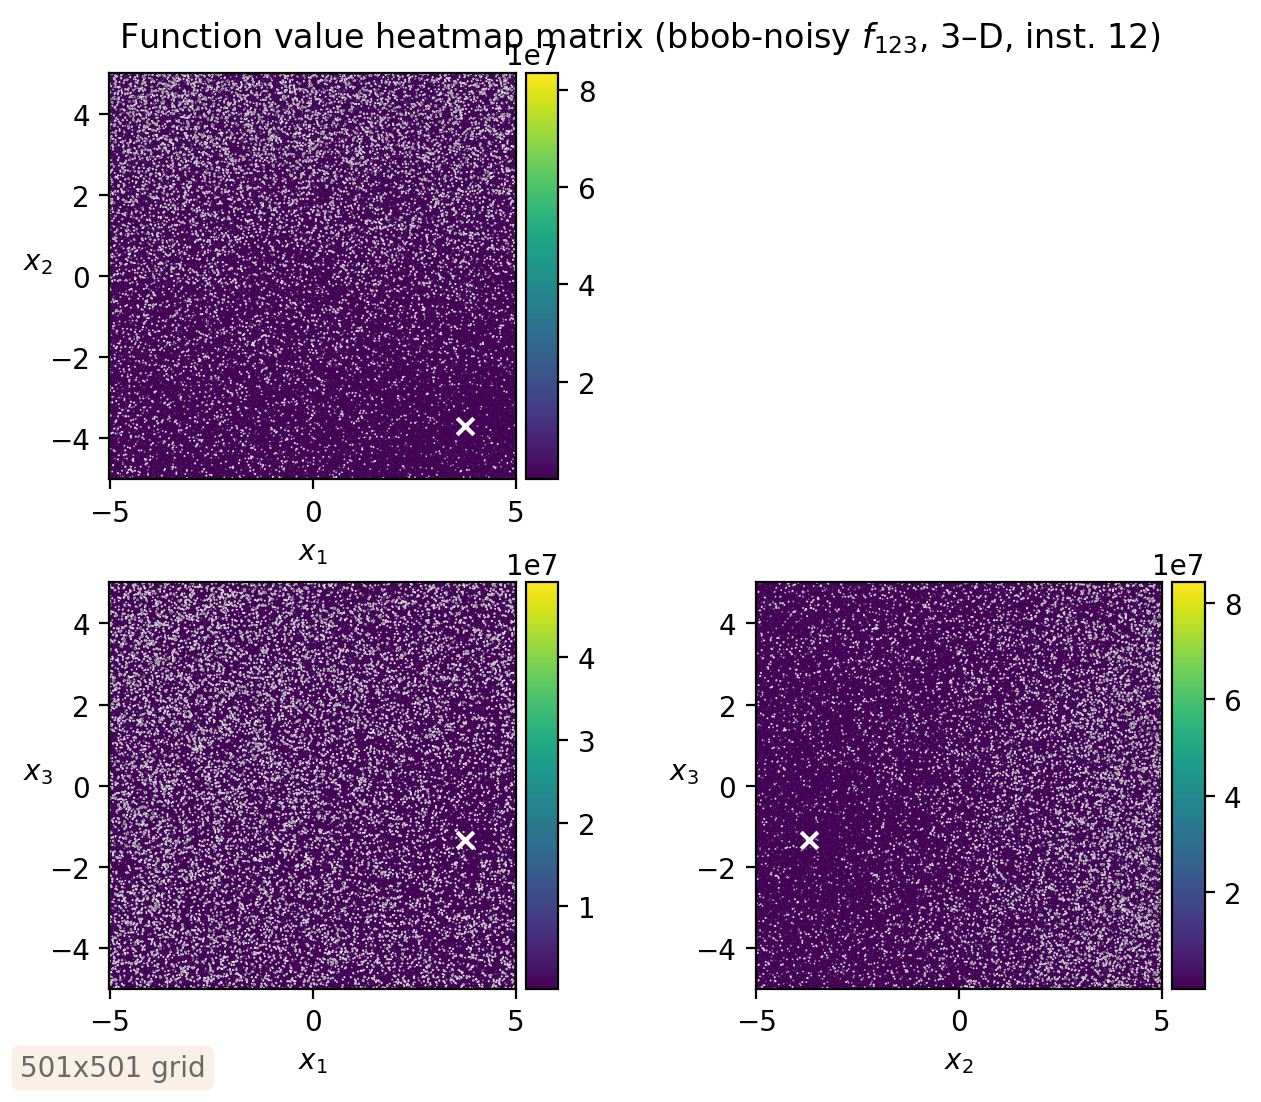 Function value heatmap matrix (bbob-noisy f₁₂₃, 3–D, inst. 12)
1e7
8
6
4
2
4
2
0
−2
−4
x₂
−5 0 5
x₁
1e7
4
3
2
1
4
2
0
−2
−4
x₃
−5 0 5
x₁
1e7
8
6
4
2
4
2
0
−2
−4
x₃
−5 0 5
x₂
501x501 grid